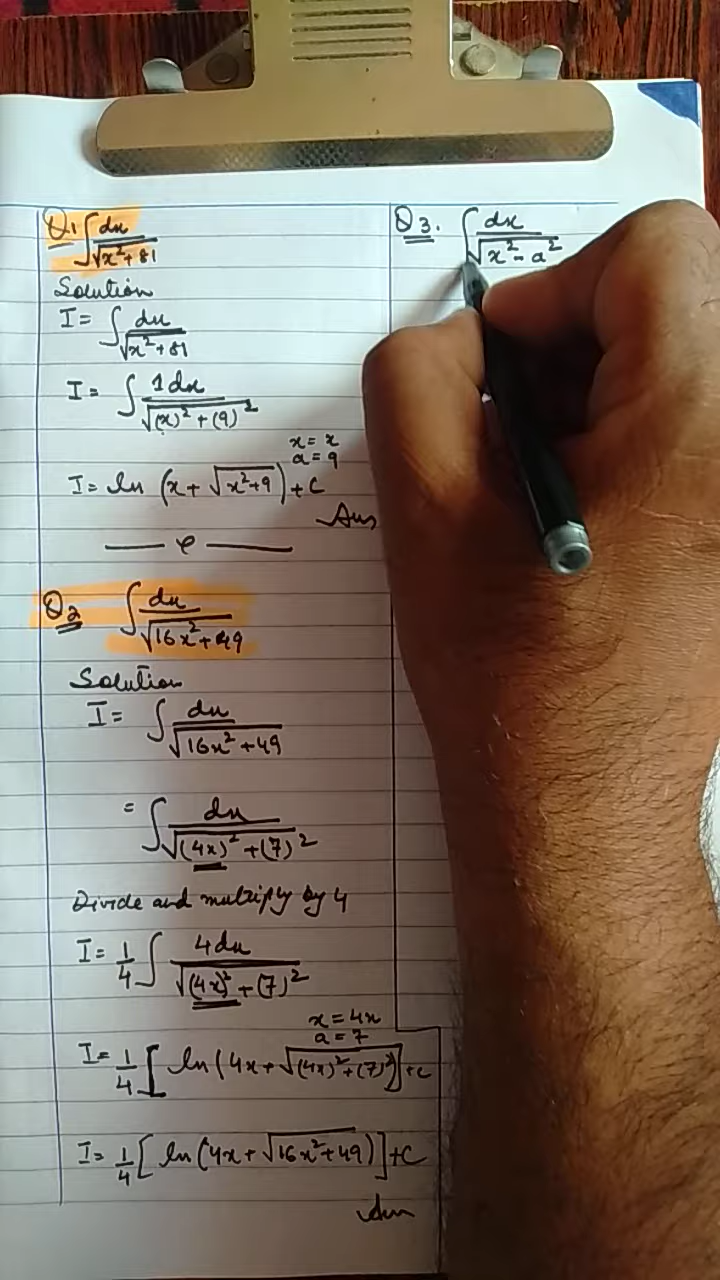 Q.1 ∫ dx / √x²+81
Solution
I = ∫ dx / √x²+81
I = ∫ 1dx / √(x)²+(9)²
x = x
a = 9
I = ln (x + √x²+9) + C
Ans
Q2 ∫ dx / √16x²+49
Solution
I = ∫ dx / √16x²+49
= ∫ dx / √(4x)²+(7)²
Divide and multiply by 4
I = 1/4 ∫ 4dx / √(4x)²+(7)²
x = 4x
a = 7
I = 1/4 [ ln (4x + √(4x)²+(7)²) ] + c
I = 1/4 [ ln (4x + √16x²+49) ] + C
Ans
Q3. ∫ dx / √x²-a²